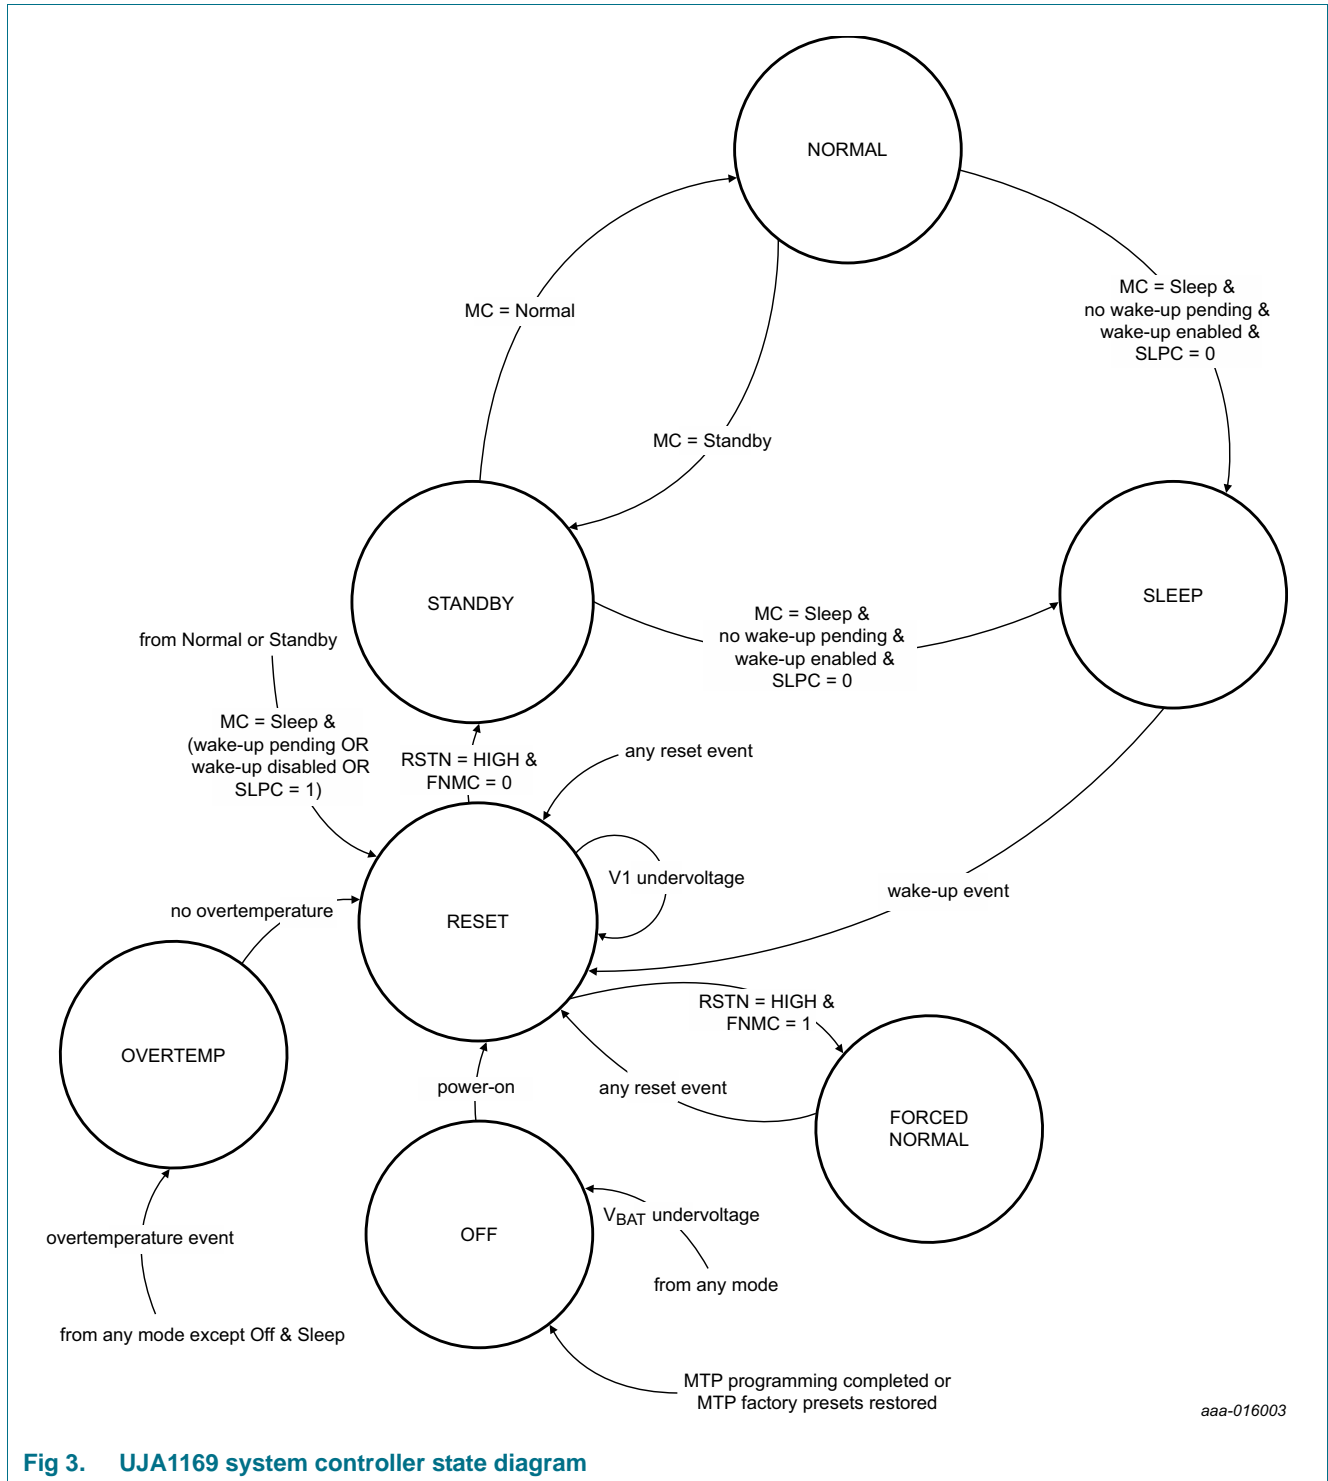 NORMAL
MC = Sleep &
no wake-up pending &
wake-up enabled &
SLPC = 0
MC = Normal
MC = Standby
STANDBY
SLEEP
MC = Sleep &
no wake-up pending &
wake-up enabled &
SLPC = 0
from Normal or Standby
MC = Sleep &
(wake-up pending OR
wake-up disabled OR
SLPC = 1)
RSTN = HIGH &
FNMC = 0
any reset event
V1 undervoltage
wake-up event
no overtemperature
RESET
RSTN = HIGH &
FNMC = 1
OVERTEMP
power-on
any reset event
FORCED
NORMAL
OFF
VBAT undervoltage
overtemperature event
from any mode
from any mode except Off & Sleep
MTP programming completed or
MTP factory presets restored
aaa-016003
Fig 3. UJA1169 system controller state diagram